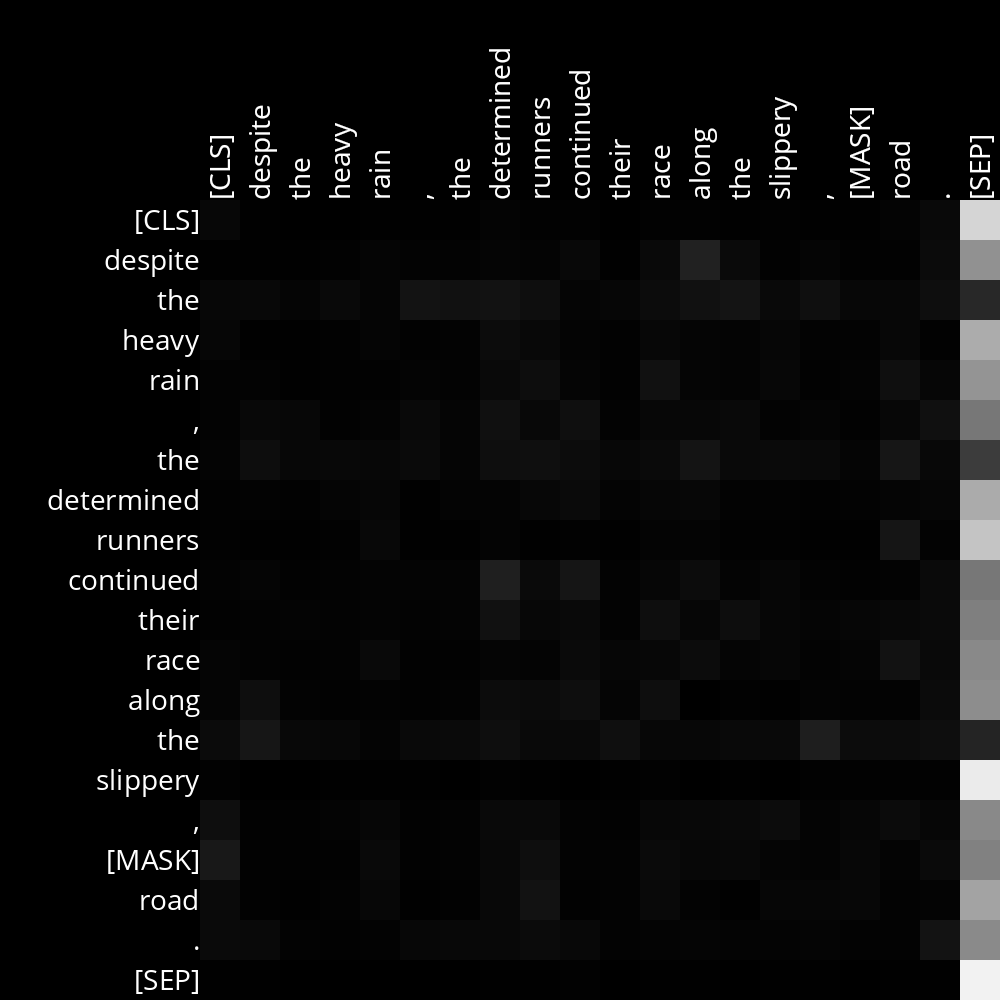 [CLS] despite the heavy rain , the determined runners continued their race along the slippery , [MASK] road . [SEP]
[CLS]
despite
the
heavy
rain
,
the
determined
runners
continued
their
race
along
the
slippery
,
[MASK]
road
.
[SEP]